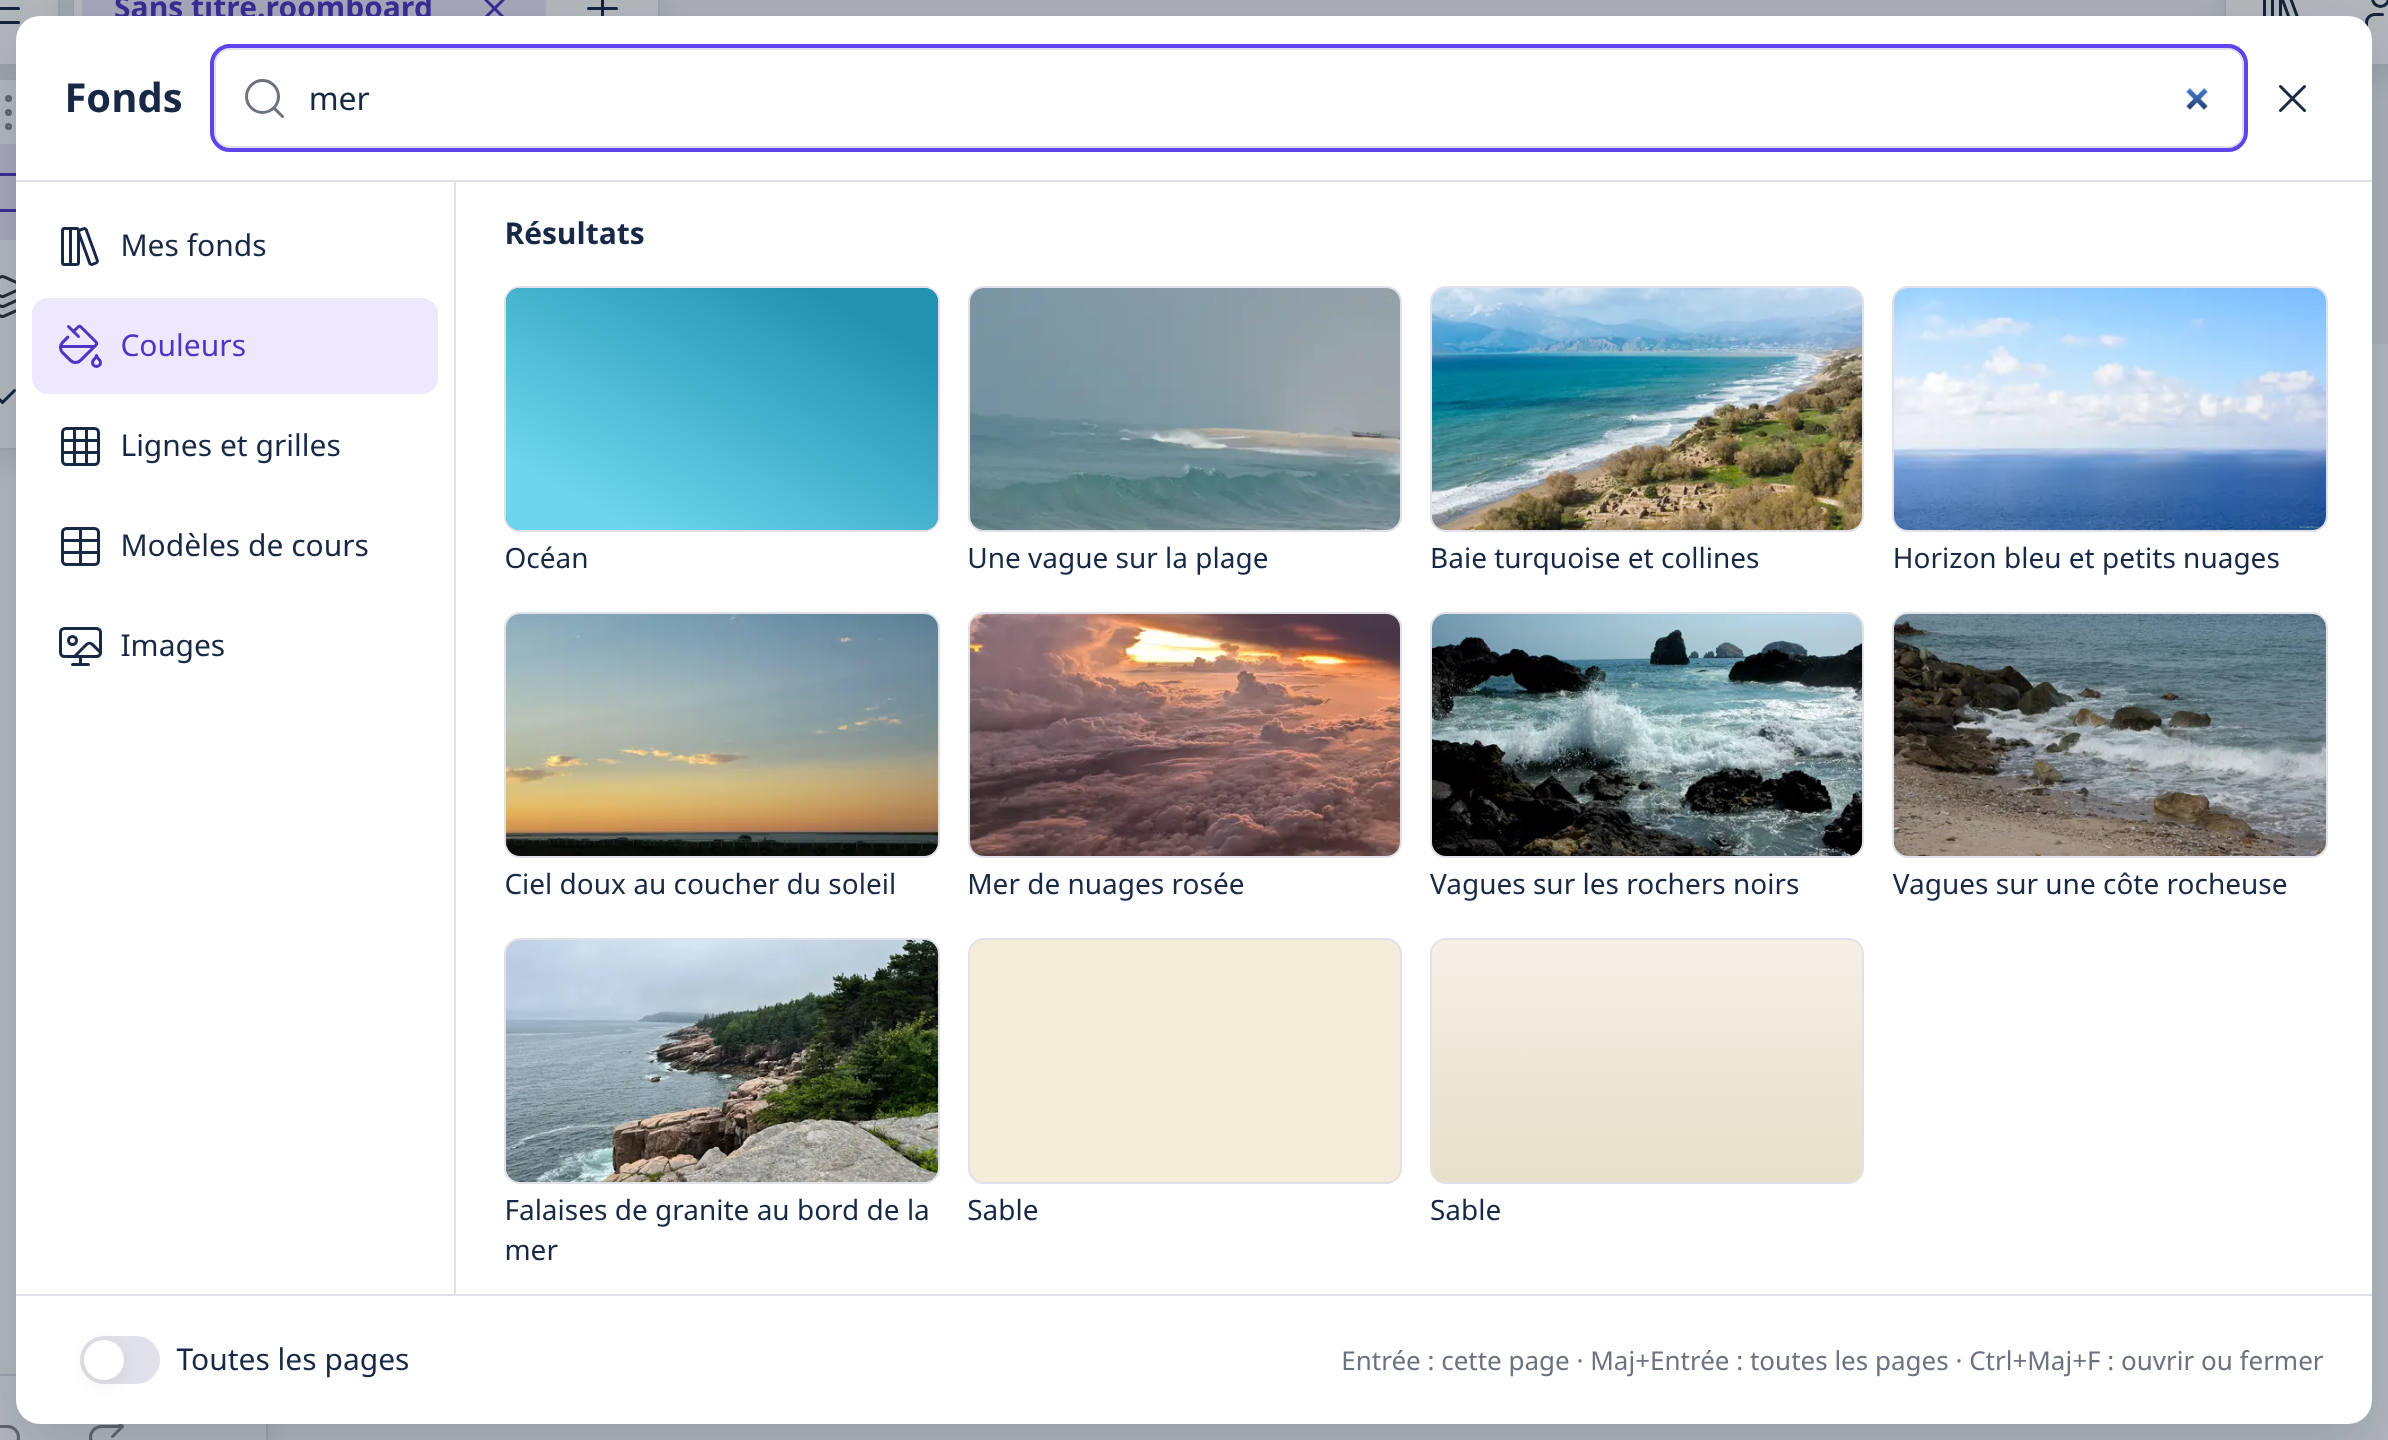 Sans titre.roomboard
Fonds
mer
Mes fonds
Couleurs
Lignes et grilles
Modèles de cours
Images
Résultats
Océan
Une vague sur la plage
Baie turquoise et collines
Horizon bleu et petits nuages
Ciel doux au coucher du soleil
Mer de nuages rosée
Vagues sur les rochers noirs
Vagues sur une côte rocheuse
Falaises de granite au bord de la
mer
Sable
Sable
Toutes les pages
Entrée : cette page · Maj+Entrée : toutes les pages · Ctrl+Maj+F : ouvrir ou fermer